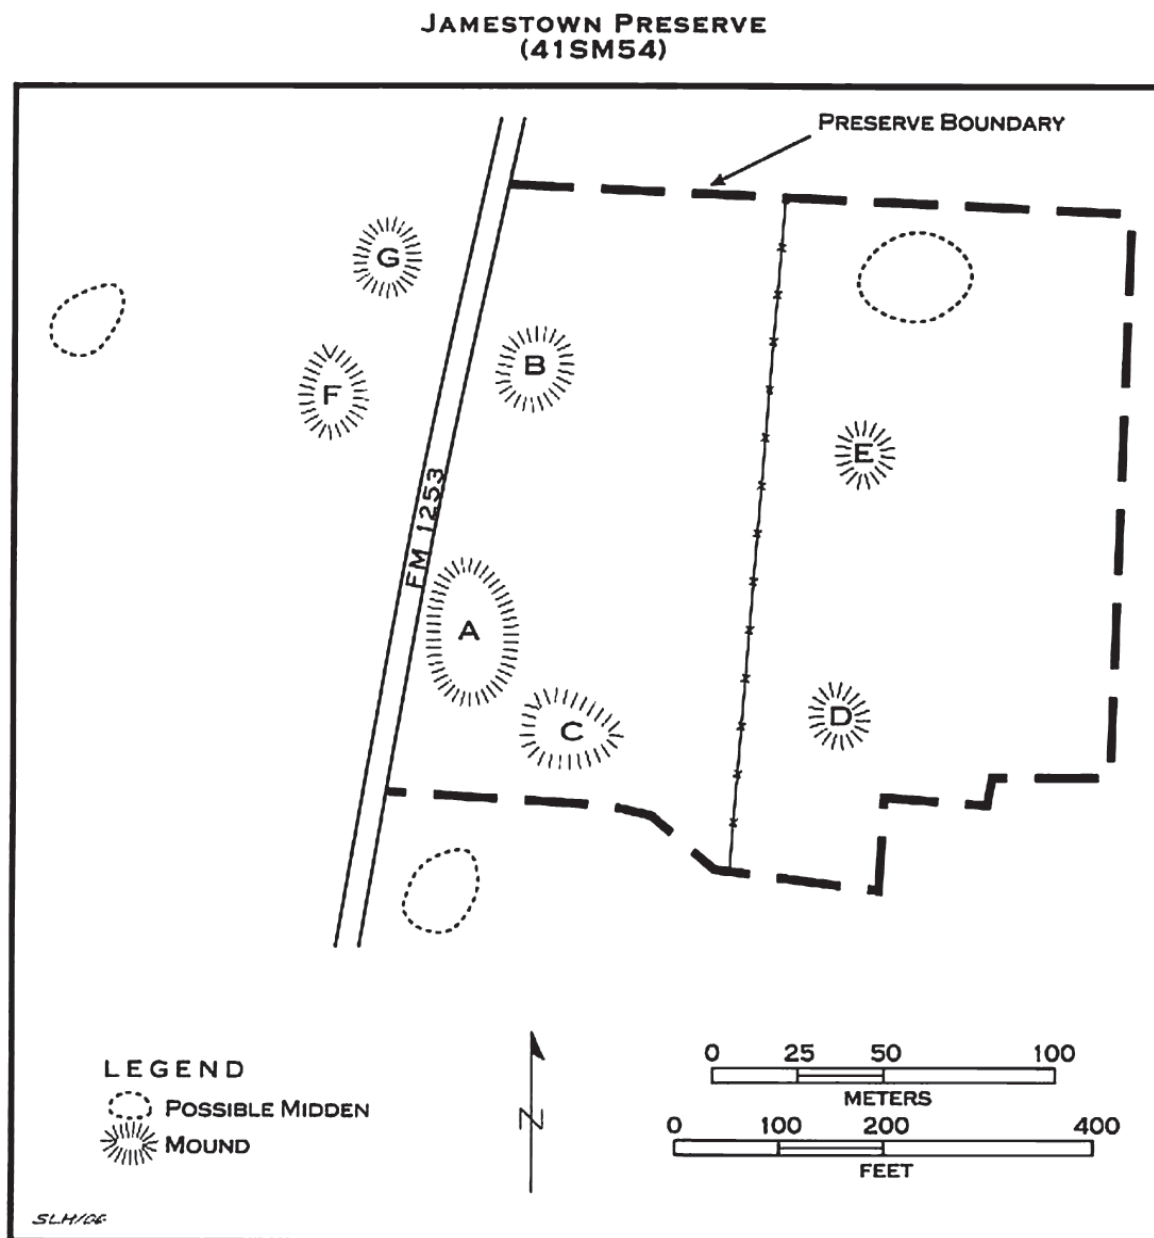 JAMESTOWN PRESERVE
(41SM54)
PRESERVE BOUNDARY
G
B
F
E
FM 1253
A
C
D
LEGEND
POSSIBLE MIDDEN
MOUND
N
0 25 50 100
METERS
0 100 200 400
FEET